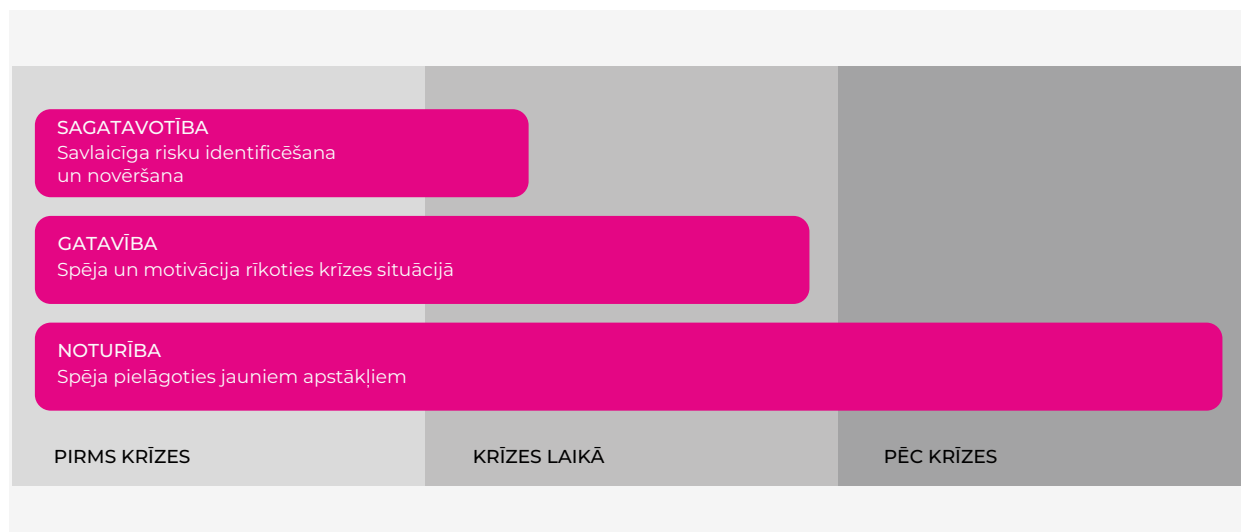 SAGATAVOTĪBA
Savlaicīga risku identificēšana
un novēršana
GATAVĪBA
Spēja un motivācija rīkoties krīzes situācijā
NOTURĪBA
Spēja pielāgoties jauniem apstākļiem
PIRMS KRĪZES
KRĪZES LAIKĀ
PĒC KRĪZES